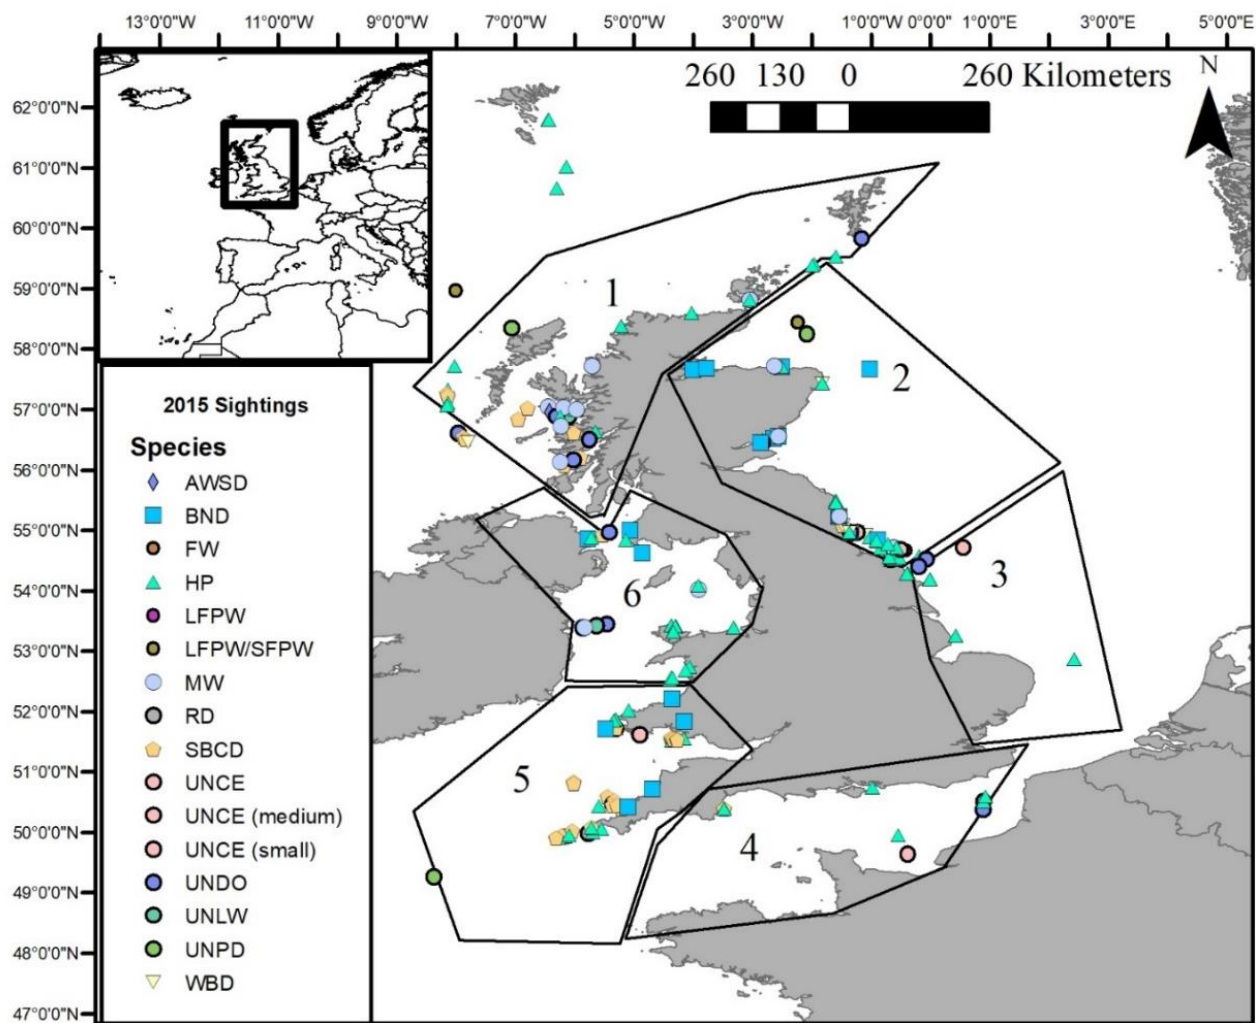 13°0'0"W 11°0'0"W 9°0'0"W 7°0'0"W 5°0'0"W 3°0'0"W 1°0'0"W 0°0'0" 1°0'0"E 3°0'0"E 5°0'0"E
260 130 0 260 Kilometers
N
62°0'0"N
61°0'0"N
60°0'0"N
59°0'0"N
58°0'0"N
57°0'0"N
56°0'0"N
55°0'0"N
54°0'0"N
53°0'0"N
52°0'0"N
51°0'0"N
50°0'0"N
49°0'0"N
48°0'0"N
47°0'0"N
1
2
3
6
5
4
2015 Sightings
Species
AWSD
BND
FW
HP
LFPW
LFPW/SFPW
MW
RD
SBCD
UNCE
UNCE (medium)
UNCE (small)
UNDO
UNLW
UNPD
WBD